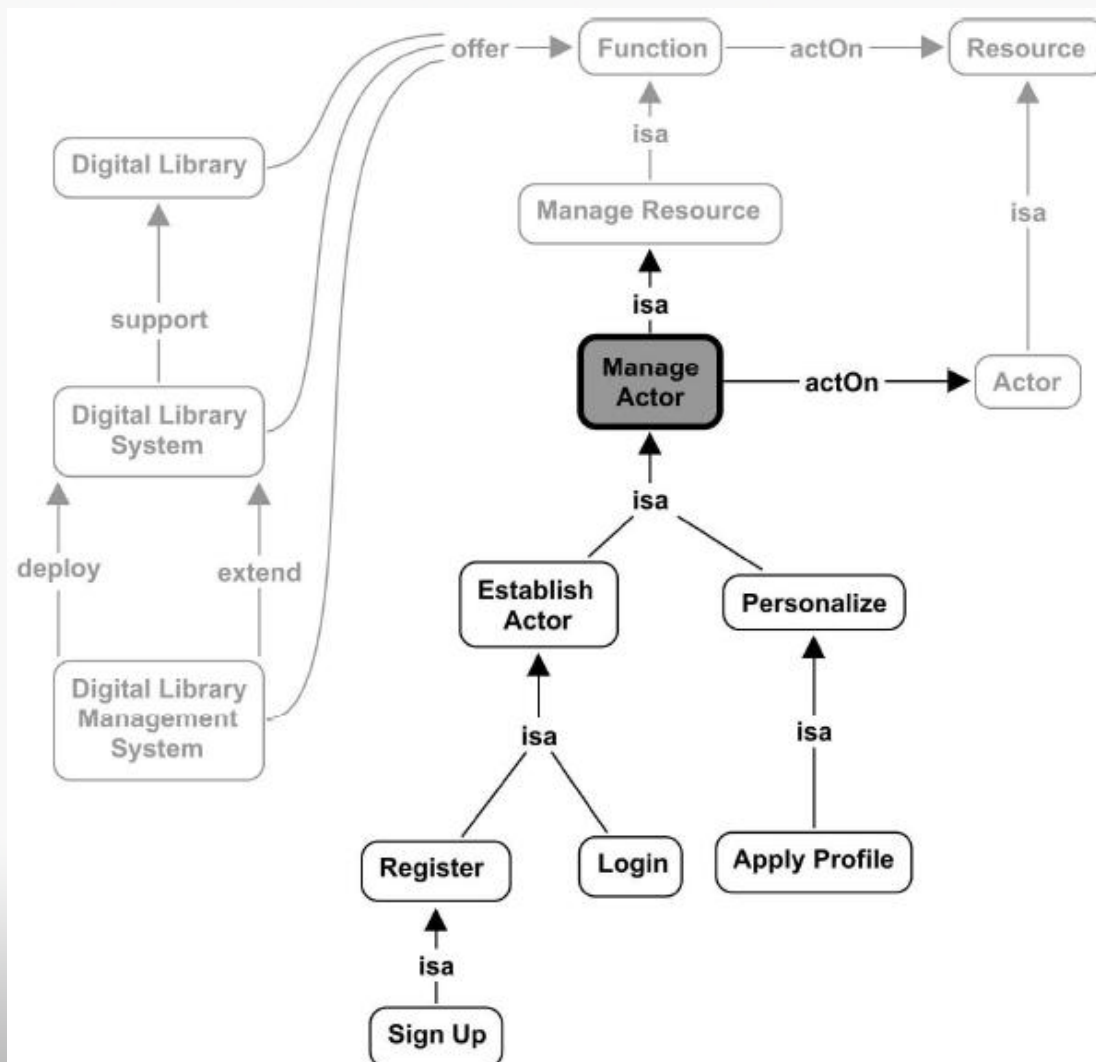 offer
Function
actOn
Resource
isa
Digital Library
Manage Resource
isa
isa
support
Manage
Actor
actOn
Actor
Digital Library
System
isa
deploy
extend
Establish
Actor
Personalize
Digital Library
Management
System
isa
isa
Register
Login
Apply Profile
isa
Sign Up